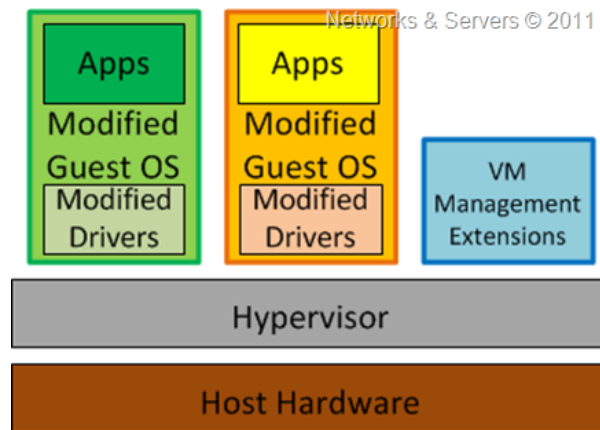 Networks & Servers © 2011
Apps
Modified
Guest OS
Modified
Drivers
Apps
Modified
Guest OS
Modified
Drivers
VM
Management
Extensions
Hypervisor
Host Hardware